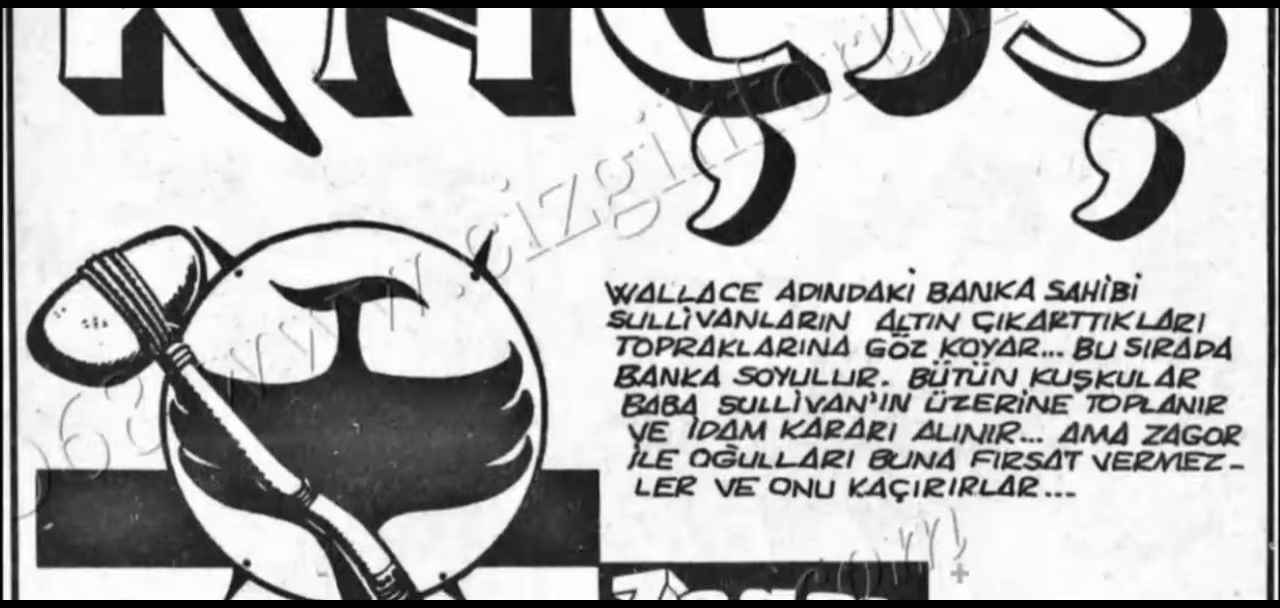 KAÇIŞ
WALLACE ADINDAKİ BANKA SAHİBİ
SULLİVANLARIN ALTIN ÇIKARTTIKLARI
TOPRAKLARINA GÖZ KOYAR... BU SIRADA
BANKA SOYULUR. BÜTÜN KUŞKULAR
BABA SULLİVAN'IN ÜZERİNE TOPLANIR
VE İDAM KARARI ALINIR... AMA ZAGOR
İLE OĞULLARI BUNA FIRSAT VERMEZ-
LER VE ONU KAÇIRIRLAR...